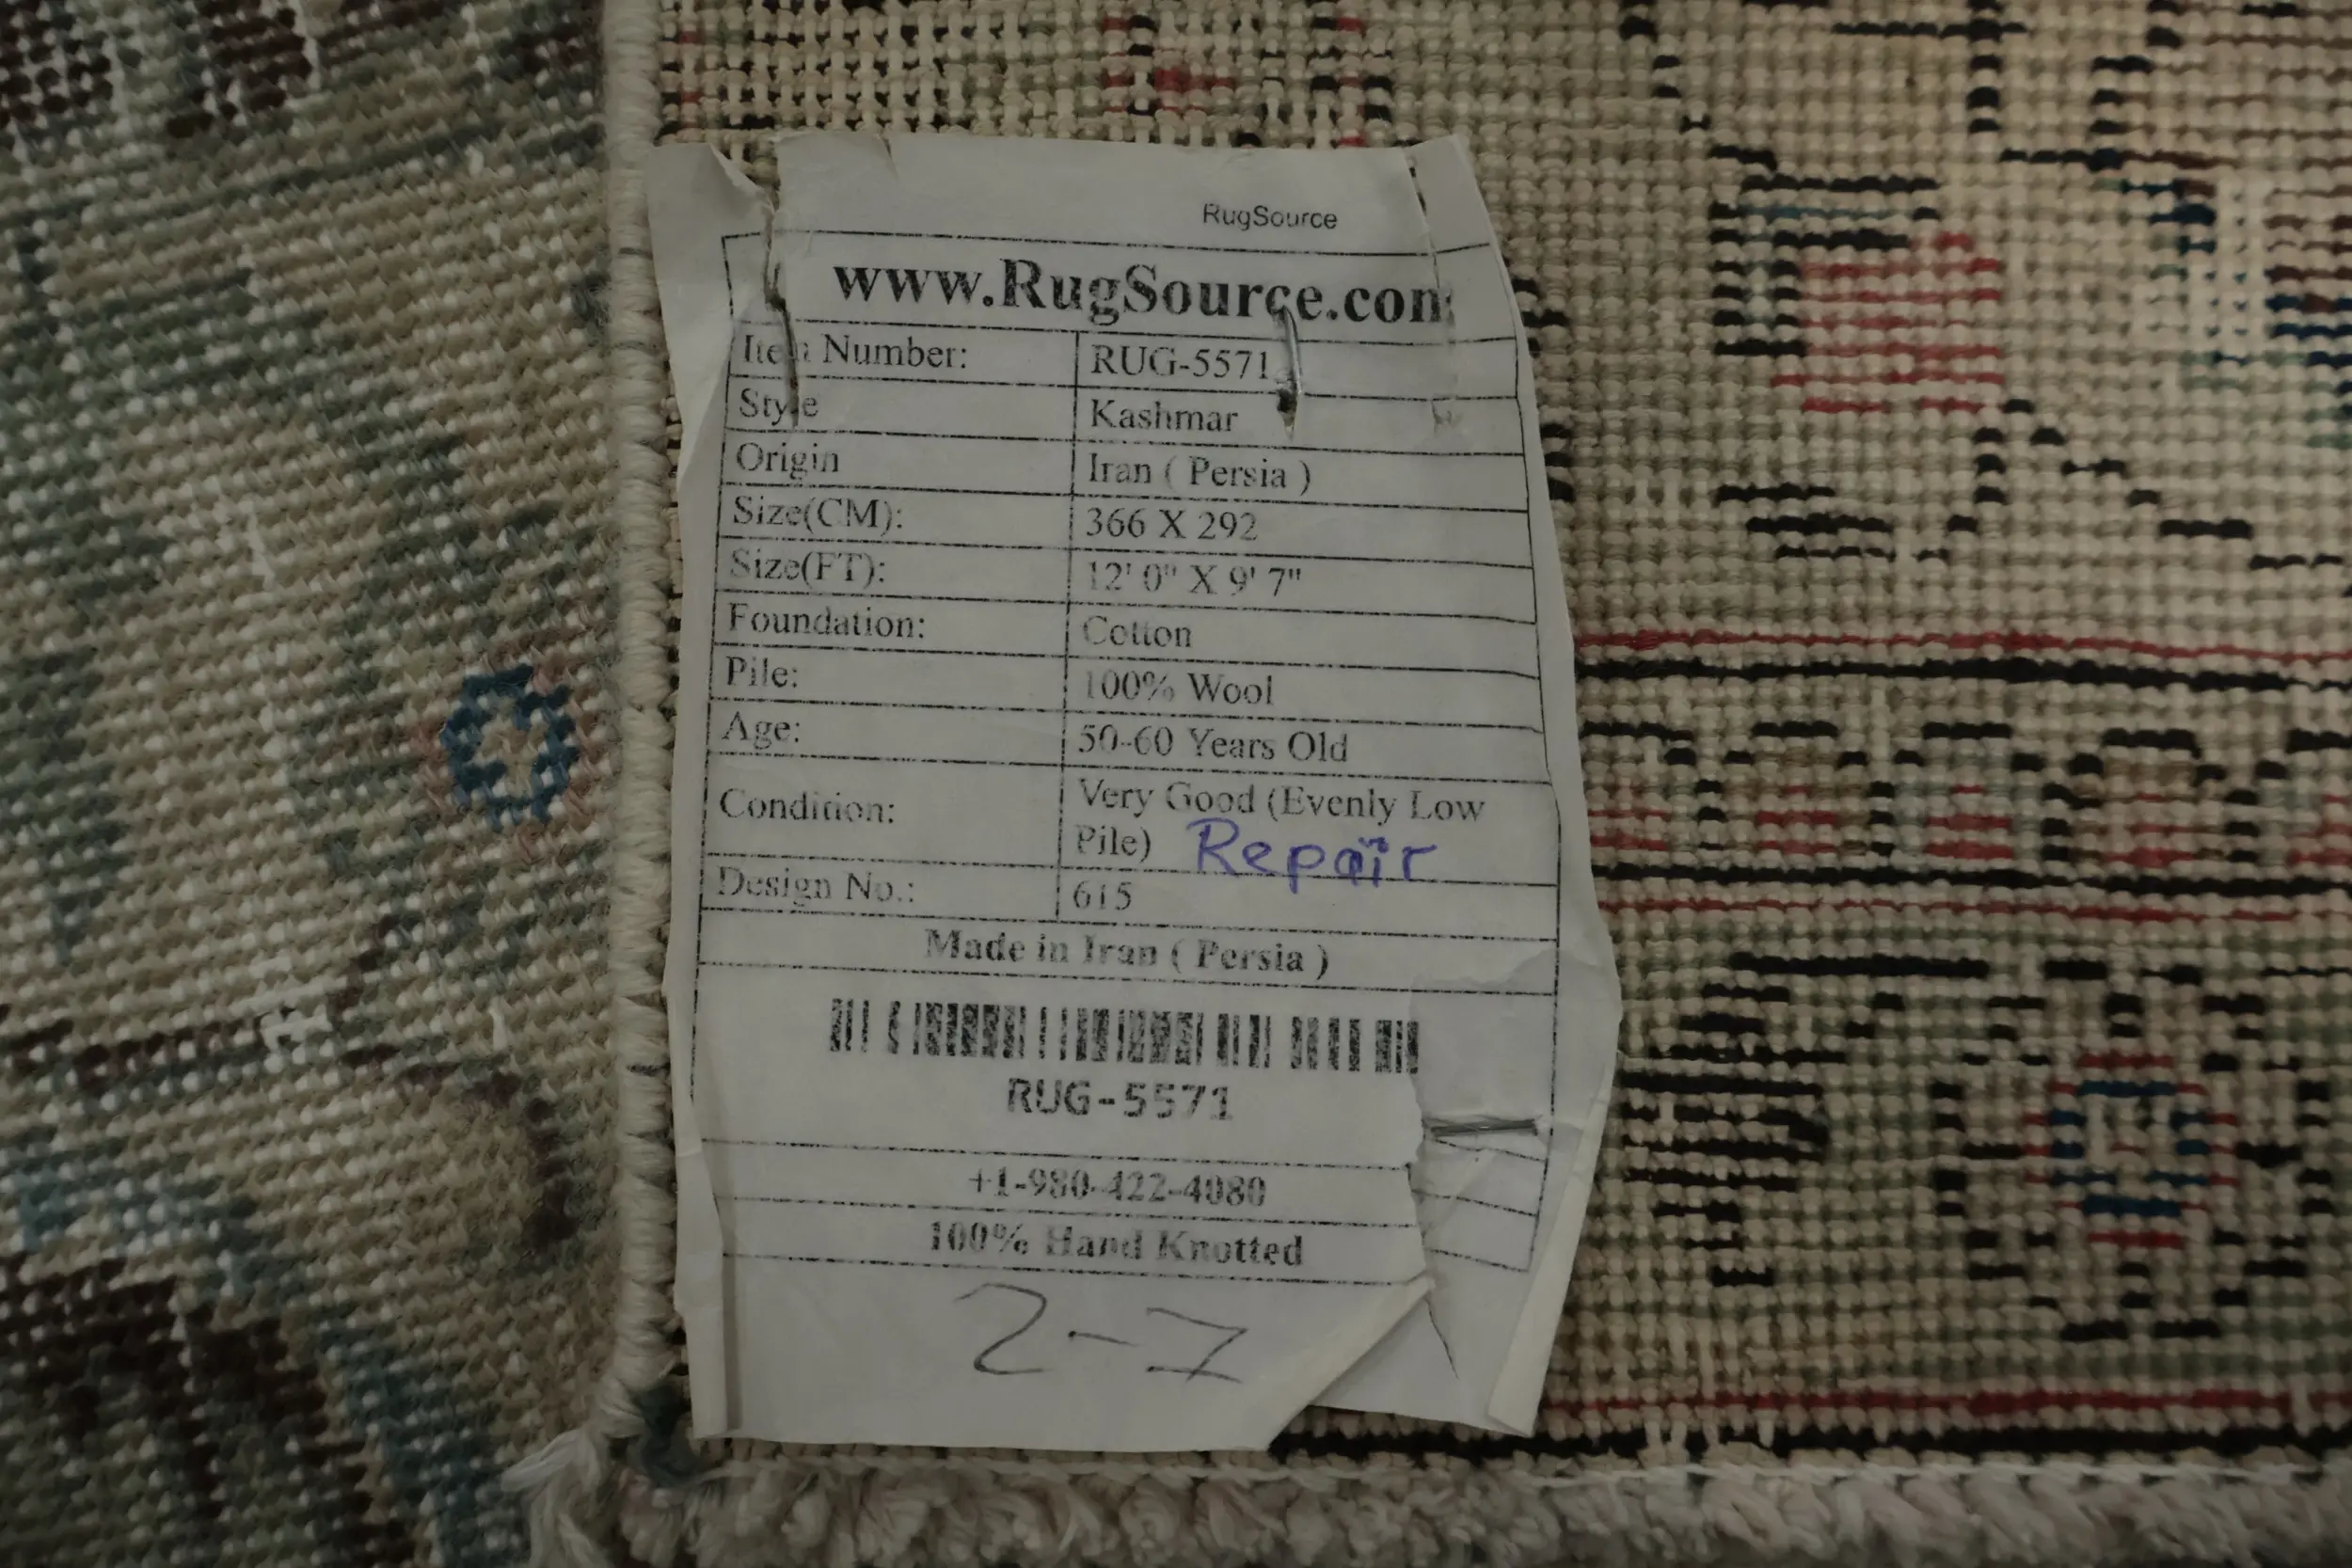 RugSource
www.RugSource.com
Item Number: RUG-5571
Style Kashmar
Origin Iran ( Persia )
Size(CM): 366 X 292
Size(FT): 12' 0" X 9' 7"
Foundation: Cotton
Pile: 100% Wool
Age: 50-60 Years Old
Condition: Very Good (Evenly Low
Pile) Repair
Design No.: 615
Made in Iran ( Persia )
RUG-5571
+1-980-422-4080
100% Hand Knotted
2-7